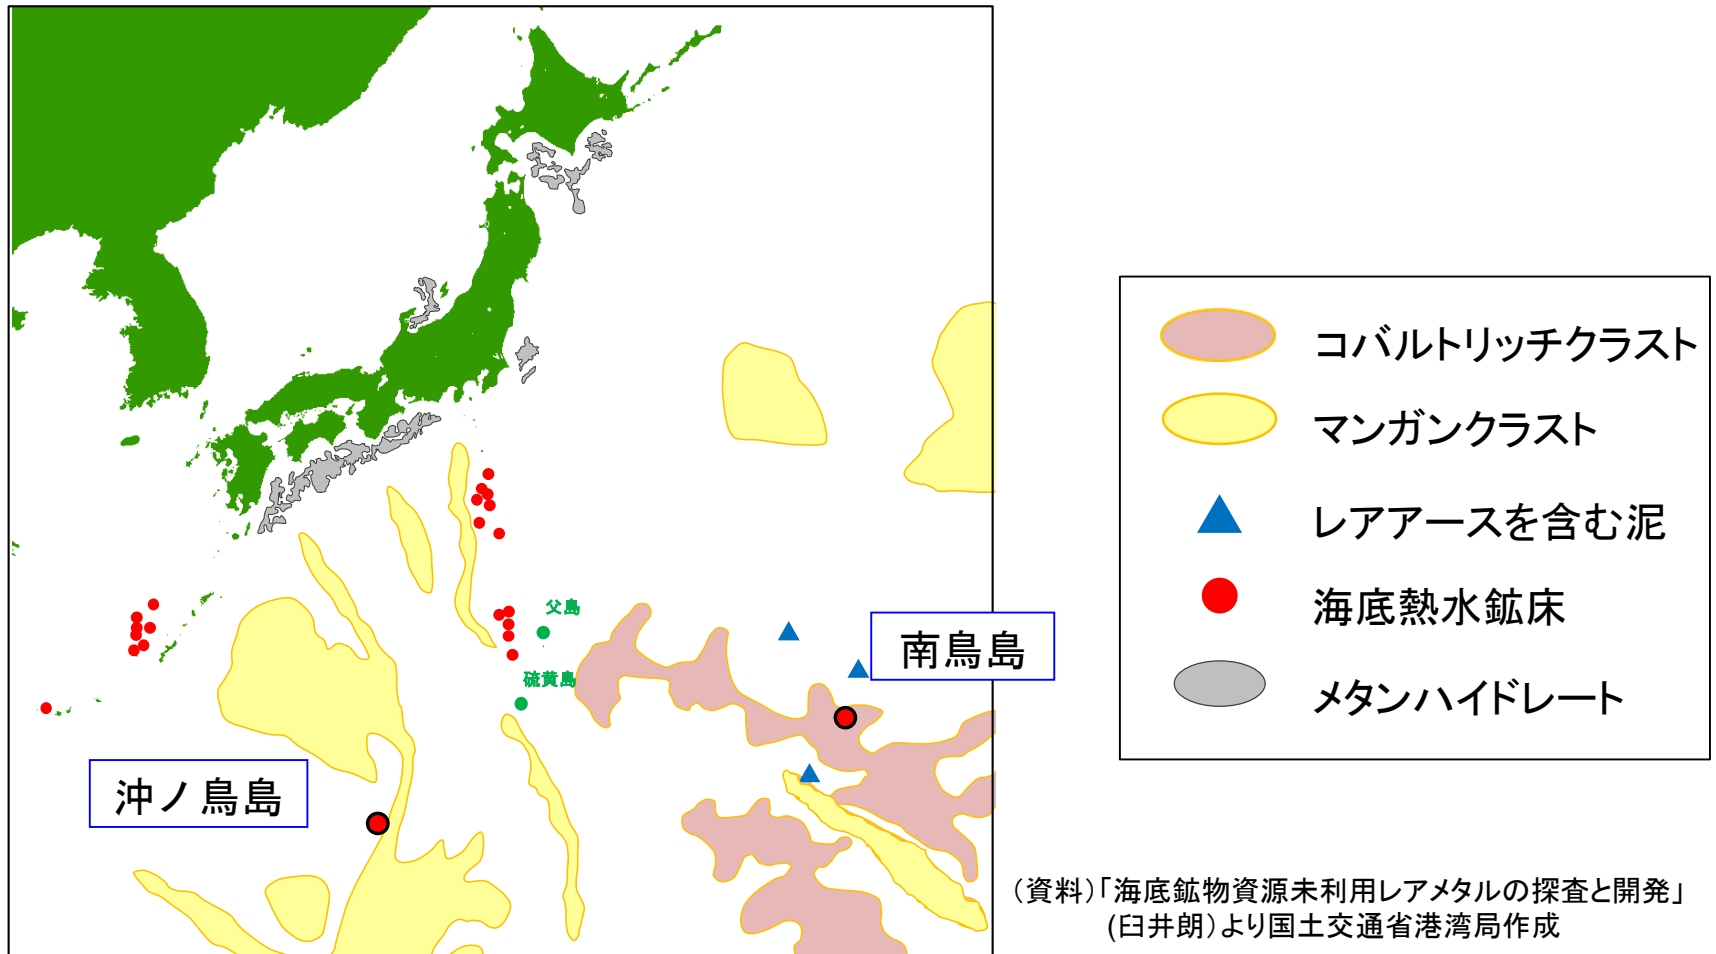 父島
硫黄島
南鳥島
沖ノ鳥島
コバルトリッチクラスト
マンガンクラスト
レアアースを含む泥
海底熱水鉱床
メタンハイドレート
（資料）「海底鉱物資源未利用レアメタルの探査と開発」
(臼井朗）より国土交通省港湾局作成